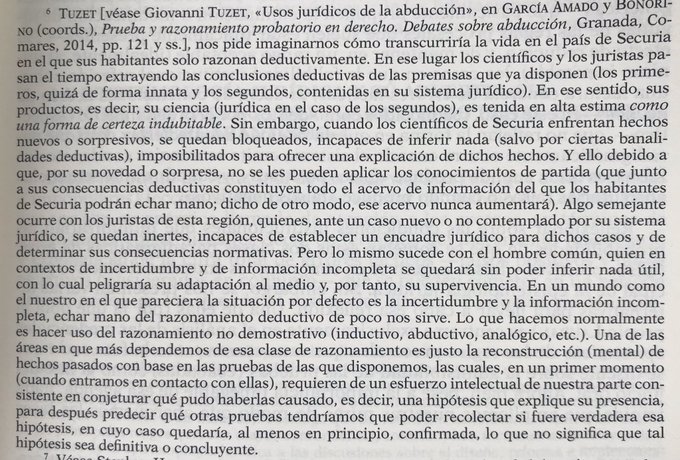 6 TUZET [véase Giovanni TUZET, «Usos jurídicos de la abducción», en GARCÍA AMADO y BONORI-
NO (coords.), Prueba y razonamiento probatorio en derecho. Debates sobre abducción, Granada, Co-
mares, 2014, pp. 121 y ss.], nos pide imaginarnos cómo transcurriría la vida en el país de Securia
en el que sus habitantes solo razonan deductivamente. En ese lugar los científicos y los juristas pa-
san el tiempo extrayendo las conclusiones deductivas de las premisas que ya disponen (los prime-
ros, quizá de forma innata y los segundos, contenidas en su sistema jurídico). En ese sentido, sus
productos, es decir, su ciencia (jurídica en el caso de los segundos), es tenida en alta estima como
una forma de certeza indubitable. Sin embargo, cuando los científicos de Securia enfrentan hechos
nuevos o sorpresivos, se quedan bloqueados, incapaces de inferir nada (salvo por ciertas banali-
dades deductivas), imposibilitados para ofrecer una explicación de dichos hechos. Y ello debido a
que, por su novedad o sorpresa, no se les pueden aplicar los conocimientos de partida (que junto
a sus consecuencias deductivas constituyen todo el acervo de información del que los habitantes
de Securia podrán echar mano; dicho de otro modo, ese acervo nunca aumentará). Algo semejante
ocurre con los juristas de esta región, quienes, ante un caso nuevo o no contemplado por su sistema
jurídico, se quedan inertes, incapaces de establecer un encuadre jurídico para dichos casos y de
determinar sus consecuencias normativas. Pero lo mismo sucede con el hombre común, quien en
contextos de incertidumbre y de información incompleta se quedará sin poder inferir nada útil,
con lo cual peligraría su adaptación al medio y, por tanto, su supervivencia. En un mundo como
el nuestro en el que pareciera la situación por defecto es la incertidumbre y la información incom-
pleta, echar mano del razonamiento deductivo de poco nos sirve. Lo que hacemos normalmente
es hacer uso del razonamiento no demostrativo (inductivo, abductivo, analógico, etc.). Una de las
áreas en que más dependemos de esa clase de razonamiento es justo la reconstrucción (mental) de
hechos pasados con base en las pruebas de las que disponemos, las cuales, en un primer momento
(cuando entramos en contacto con ellas), requieren de un esfuerzo intelectual de nuestra parte con-
sistente en conjeturar qué pudo haberlas causado, es decir, una hipótesis que explique su presencia,
para después predecir qué otras pruebas tendríamos que poder recolectar si fuere verdadera esa
hipótesis, en cuyo caso quedaría, al menos en principio, confirmada, lo que no significa que tal
hipótesis sea definitiva o concluyente.
7